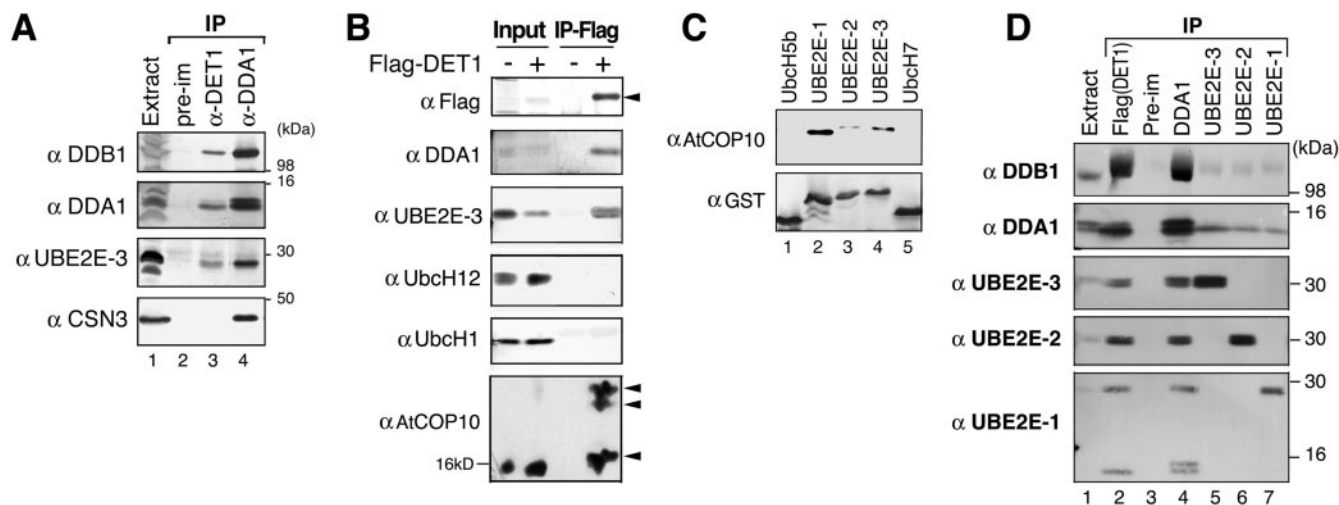 A
IP
Extract
pre-im
α-DET1
α-DDA1
(kDa)
α DDB1
98
16
α DDA1
α UBE2E-3
30
50
α CSN3
1 2 3 4
B
Input IP-Flag
Flag-DET1 - + - +
α Flag
α DDA1
α UBE2E-3
α UbcH12
α UbcH1
α AtCOP10
16kD
C
UbcH5b
UBE2E-1
UBE2E-2
UBE2E-3
UbcH7
α AtCOP10
α GST
1 2 3 4 5
D
IP
Extract
Flag(DET1)
Pre-im
DDA1
UBE2E-3
UBE2E-2
UBE2E-1
(kDa)
α DDB1
98
16
α DDA1
α UBE2E-3
30
α UBE2E-2
30
30
α UBE2E-1
16
1 2 3 4 5 6 7